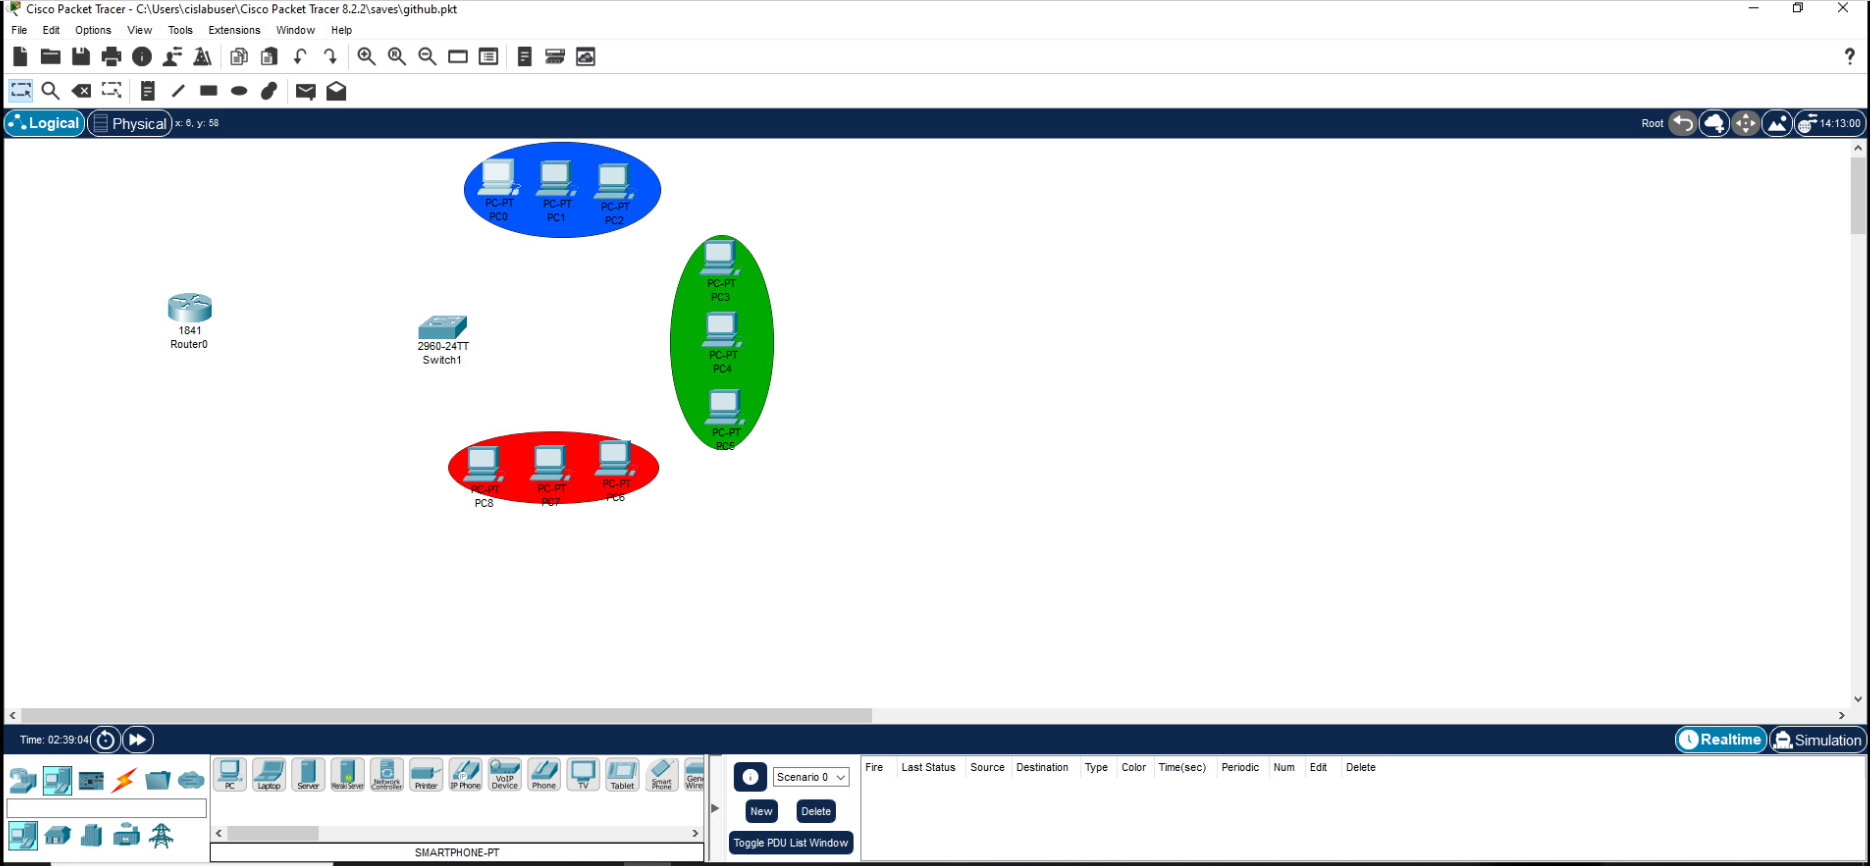 Cisco Packet Tracer - C:\Users\cislabuser\Cisco Packet Tracer 8.2.2\saves\github.pkt
File Edit Options View Tools Extensions Window Help
Logical Physical x: 6, y: 58 Root 14:13:00
PC-PT PC-PT PC-PT
PC0 PC1 PC2
PC-PT
PC3
1841
Router0
2960-24TT
Switch1
PC-PT
PC4
PC-PT
PC5
PC-PT PC-PT PC-PT
PC8 PC7 PC6
Time: 02:39:04 Realtime Simulation
PC Laptop Server Meraki Server Network Controller Printer IP Phone VoIP Device Phone TV Tablet Smart Phone
Scenario 0
New Delete
Toggle PDU List Window
Fire Last Status Source Destination Type Color Time(sec) Periodic Num Edit Delete
SMARTPHONE-PT